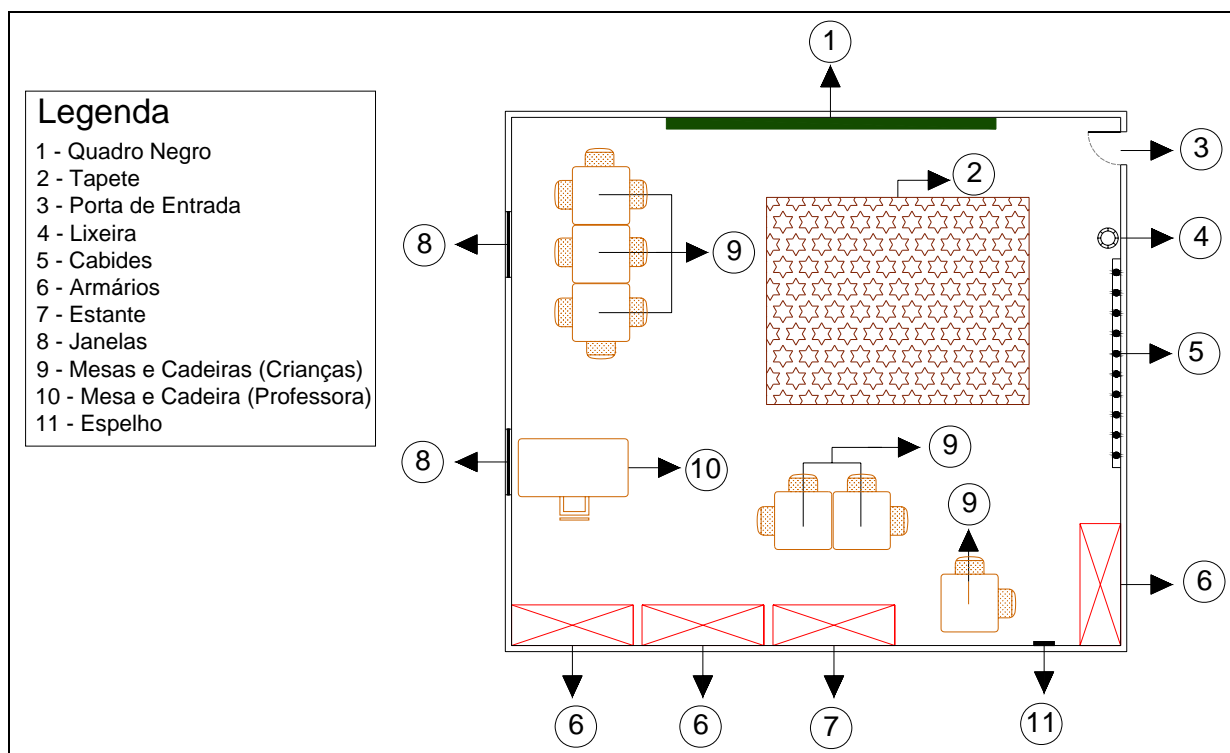 1
Legenda
1 - Quadro Negro
2 - Tapete
3 - Porta de Entrada
4 - Lixeira
5 - Cabides
6 - Armários
7 - Estante
8 - Janelas
9 - Mesas e Cadeiras (Crianças)
10 - Mesa e Cadeira (Professora)
11 - Espelho
3
2
8
9
4
5
8
10
9
9
6
6
6
7
11